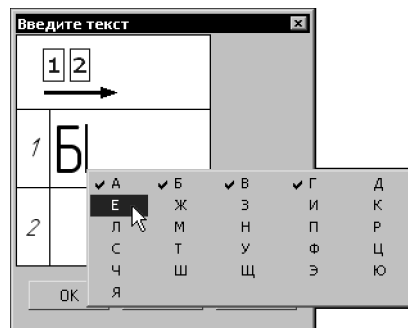 Введите текст
1 2
1 Б
✔ А ✔ Б ✔ В ✔ Г Д
Е Ж З И К
2 Л М Н П Р
С Т У Ф Ц
Ч Ш Щ Э Ю
OK Я